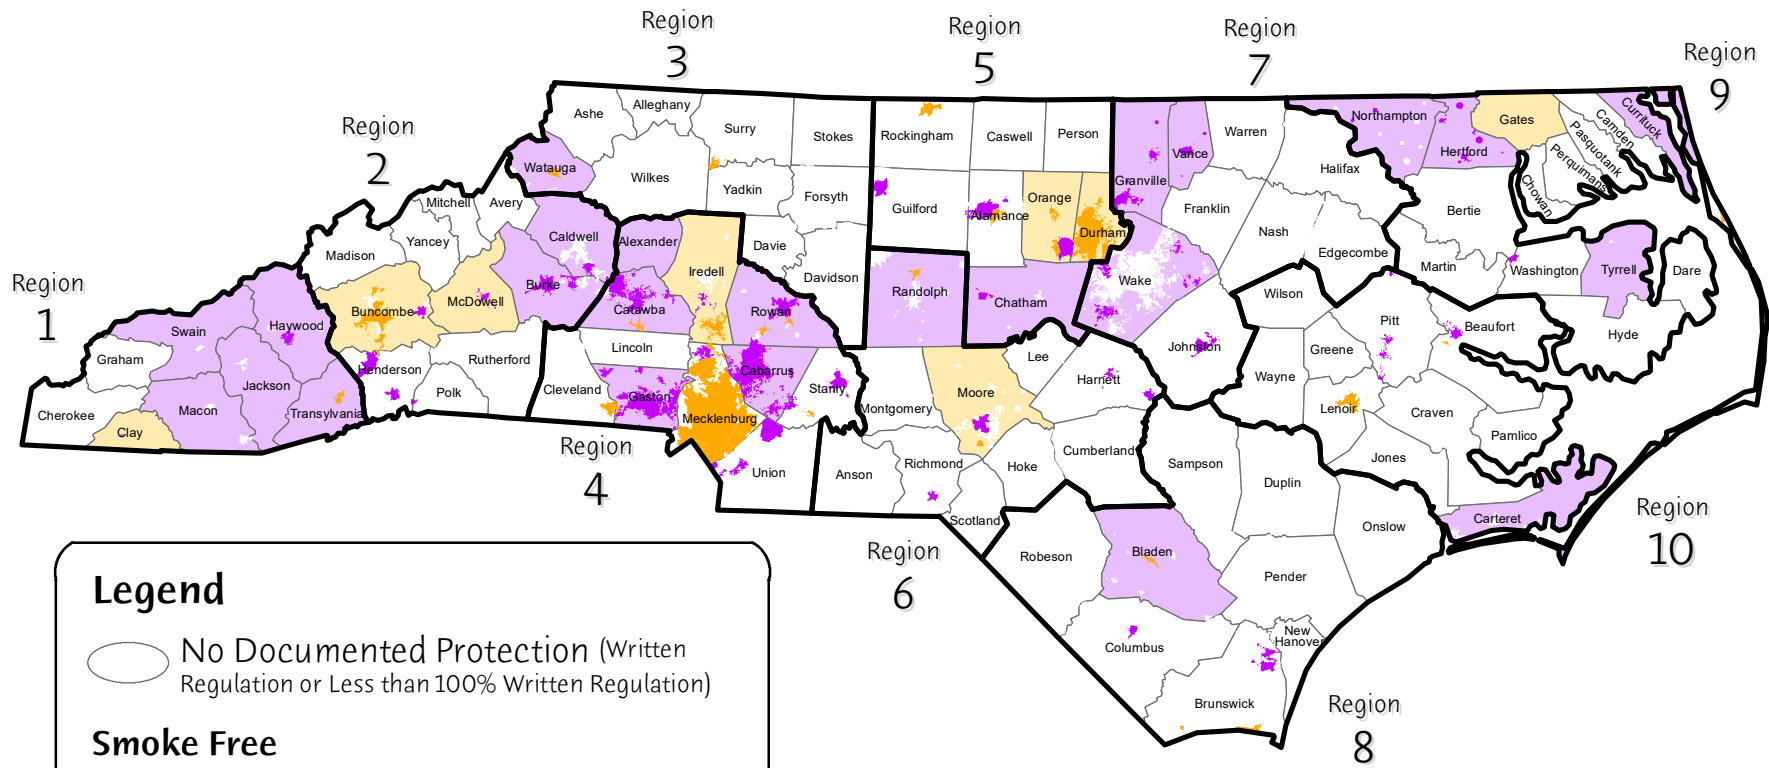 Region
3
Region
5
Region
7
Region
9
Region
2
Region
1
Region
4
Region
6
Region
8
Region
10
Ashe
Alleghany
Surry
Stokes
Rockingham
Caswell
Person
Granville
Vance
Warren
Northampton
Hertford
Gates
Currituck
Camden
Pasquotank
Perquimans
Chowan
Watauga
Wilkes
Yadkin
Forsyth
Guilford
Alamance
Orange
Durham
Franklin
Halifax
Bertie
Mitchell
Avery
Yancey
Madison
Caldwell
Alexander
Iredell
Davie
Davidson
Randolph
Chatham
Wake
Nash
Edgecombe
Martin
Washington
Tyrrell
Dare
Buncombe
McDowell
Burke
Catawba
Rowan
Haywood
Swain
Graham
Jackson
Macon
Cherokee
Clay
Transylvania
Henderson
Polk
Rutherford
Cleveland
Lincoln
Gaston
Mecklenburg
Cabarrus
Stanly
Union
Anson
Montgomery
Moore
Lee
Harnett
Johnston
Wilson
Greene
Wayne
Pitt
Beaufort
Hyde
Lenoir
Craven
Pamlico
Jones
Carteret
Richmond
Scotland
Hoke
Cumberland
Sampson
Duplin
Onslow
Robeson
Bladen
Pender
Columbus
New
Hanover
Brunswick
Legend
No Documented Protection (Written
Regulation or Less than 100% Written Regulation)
Smoke Free